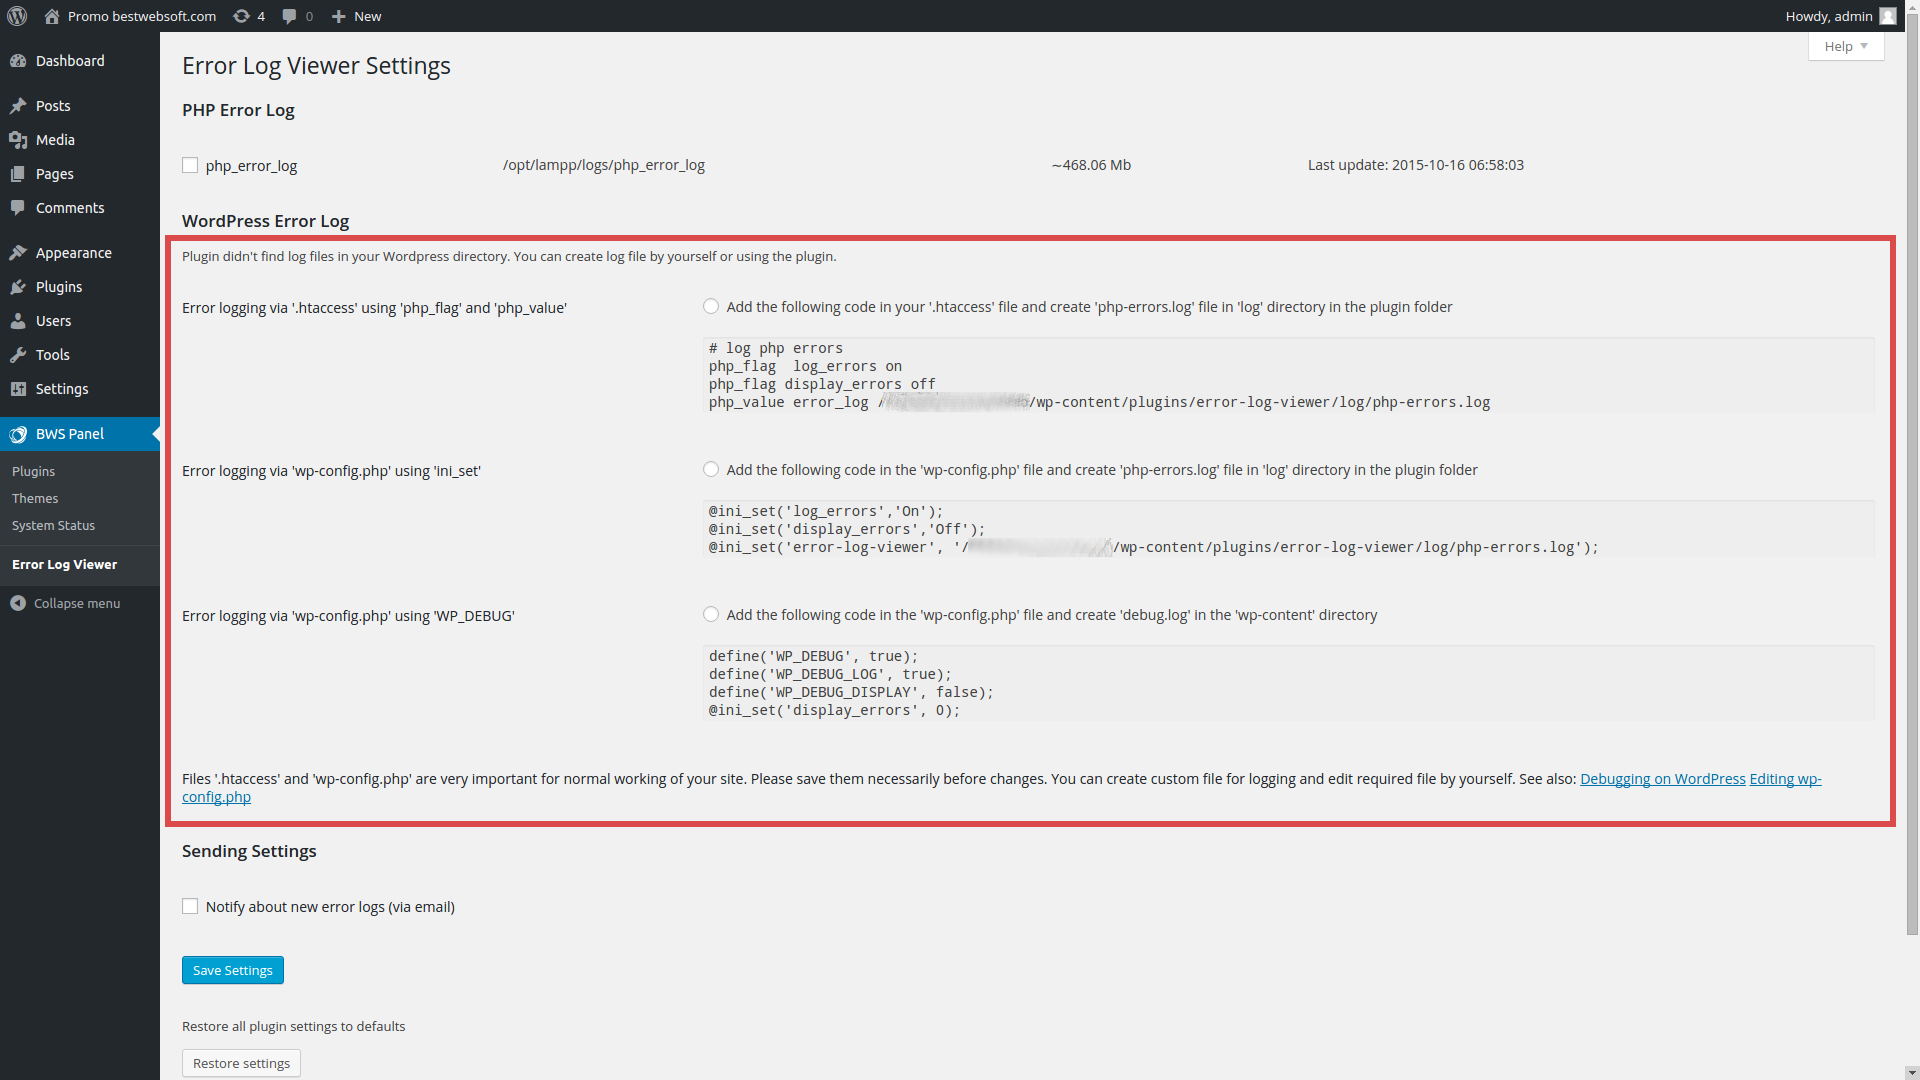 Promo bestwebsoft.com 4 0 New Howdy, admin
Help
Dashboard
Posts
Media
Pages
Comments
Appearance
Plugins
Users
Tools
Settings
BWS Panel
Plugins
Themes
System Status
Error Log Viewer
Collapse menu
Error Log Viewer Settings
PHP Error Log
php_error_log /opt/lampp/logs/php_error_log ~468.06 Mb Last update: 2015-10-16 06:58:03
WordPress Error Log
Plugin didn't find log files in your Wordpress directory. You can create log file by yourself or using the plugin.
Error logging via '.htaccess' using 'php_flag' and 'php_value'
Add the following code in your '.htaccess' file and create 'php-errors.log' file in 'log' directory in the plugin folder
# log php errors
php_flag  log_errors on
php_flag display_errors off
php_value error_log / /wp-content/plugins/error-log-viewer/log/php-errors.log
Error logging via 'wp-config.php' using 'ini_set'
Add the following code in the 'wp-config.php' file and create 'php-errors.log' file in 'log' directory in the plugin folder
@ini_set('log_errors','On');
@ini_set('display_errors','Off');
@ini_set('error-log-viewer', '/ /wp-content/plugins/error-log-viewer/log/php-errors.log');
Error logging via 'wp-config.php' using 'WP_DEBUG'
Add the following code in the 'wp-config.php' file and create 'debug.log' in the 'wp-content' directory
define('WP_DEBUG', true);
define('WP_DEBUG_LOG', true);
define('WP_DEBUG_DISPLAY', false);
@ini_set('display_errors', 0);
Files '.htaccess' and 'wp-config.php' are very important for normal working of your site. Please save them necessarily before changes. You can create custom file for logging and edit required file by yourself. See also: Debugging on WordPress Editing wp-
config.php
Sending Settings
Notify about new error logs (via email)
Save Settings
Restore all plugin settings to defaults
Restore settings